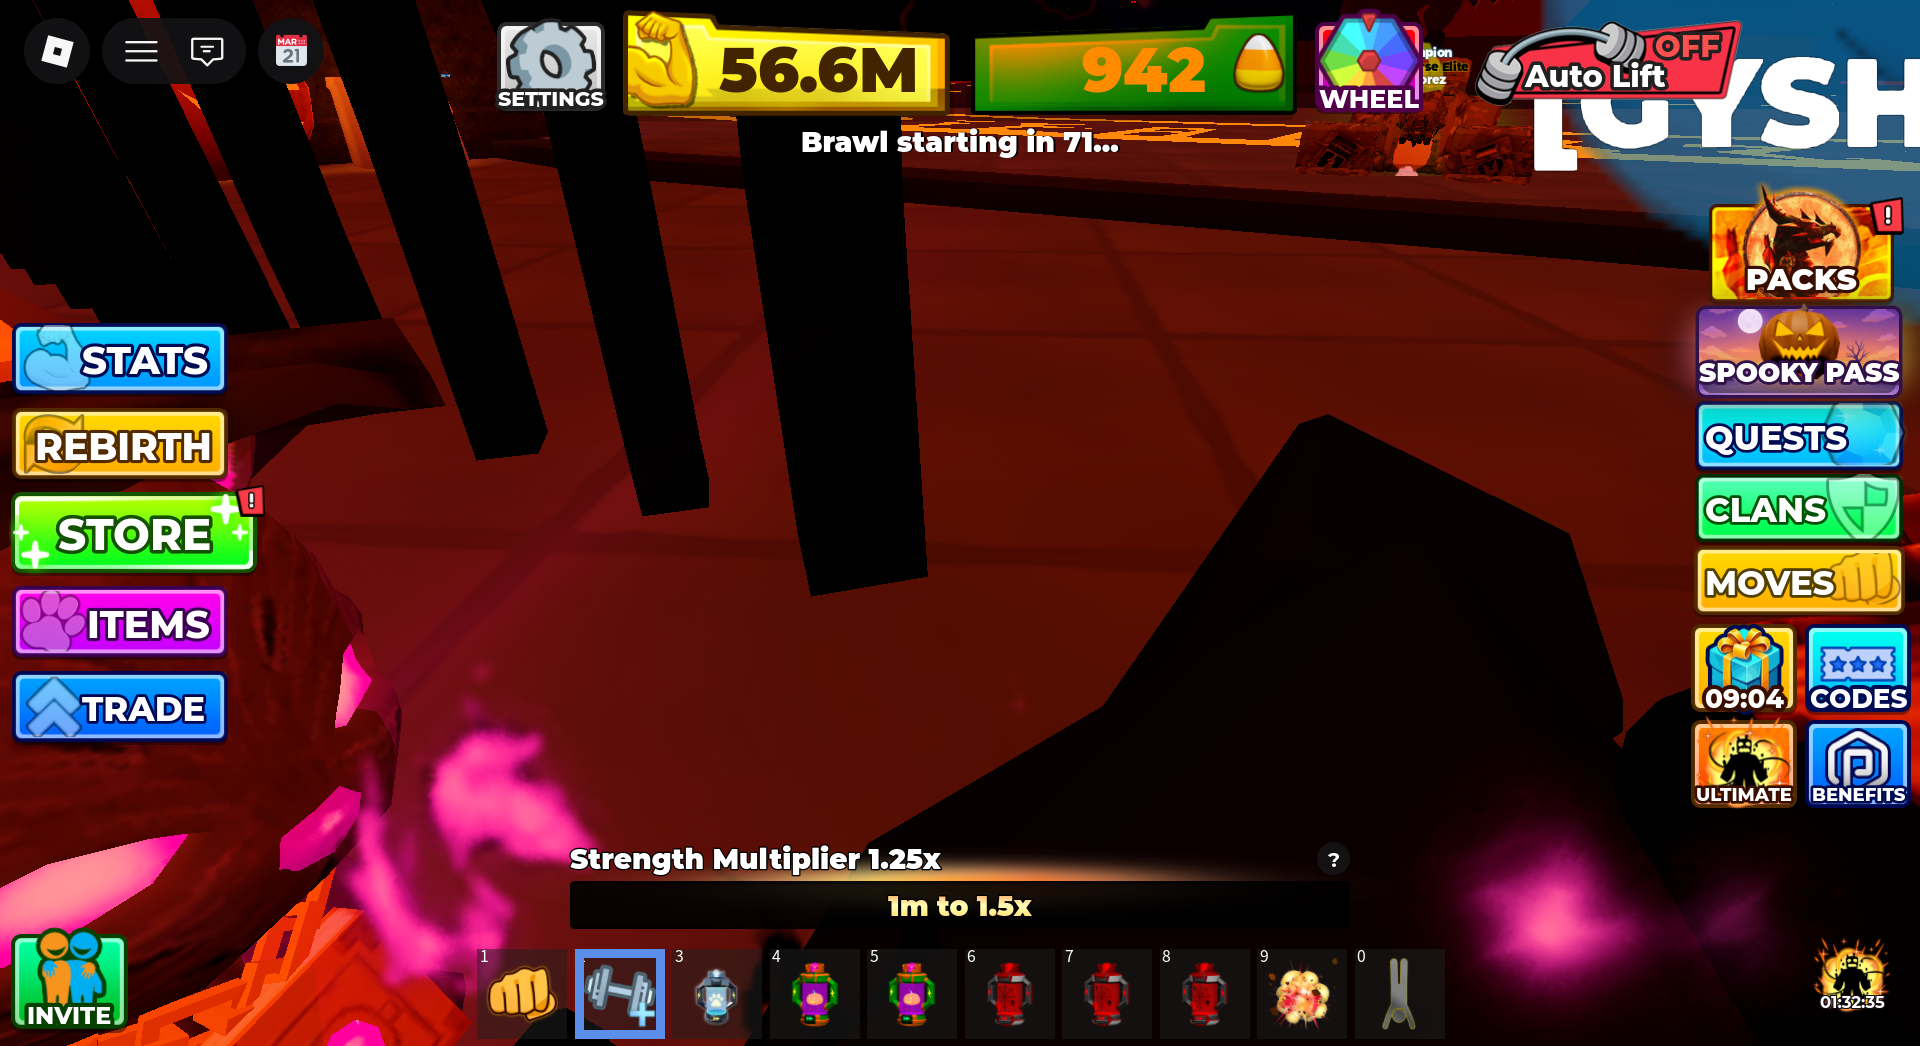 MAR
21
SETTINGS
56.6M
942
WHEEL
OFF
Auto Lift
Brawl starting in 71...
[GYSH
PACKS
!
SPOOKY PASS
STATS
QUESTS
REBIRTH
CLANS
STORE
!
MOVES
ITEMS
09:04
CODES
TRADE
ULTIMATE
BENEFITS
Strength Multiplier 1.25x
?
1m to 1.5x
INVITE
1
3
4
5
6
7
8
9
0
01:32:35